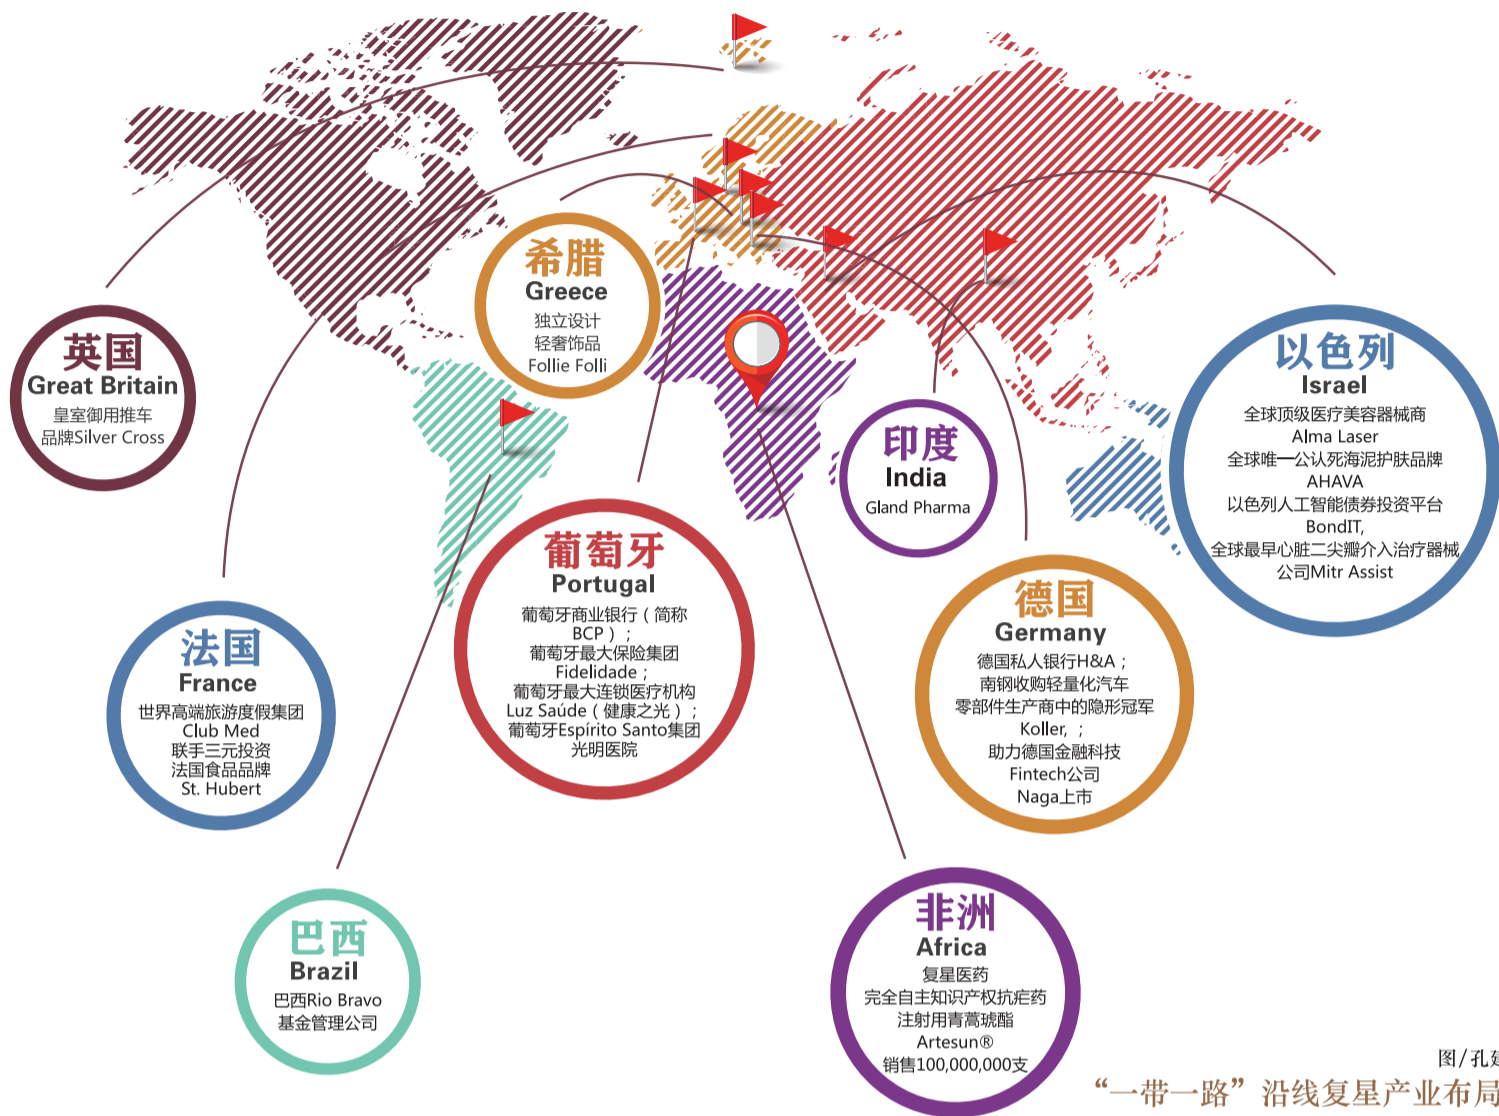 希腊
Greece
独立设计
轻奢饰品
Follie Folli
英国
Great Britain
皇室御用推车
品牌Silver Cross
以色列
Israel
全球顶级医疗美容器械商
Alma Laser
全球唯一公认死海泥护肤品牌
AHAVA
以色列人工智能债券投资平台
BondIT,
全球最早心脏二尖瓣介入治疗器械
公司Mitr Assist
印度
India
Gland Pharma
葡萄牙
Portugal
葡萄牙商业银行（简称
BCP）；
葡萄牙最大保险集团
Fidelidade；
葡萄牙最大连锁医疗机构
Luz Saúde（健康之光）；
葡萄牙Espírito Santo集团
光明医院
德国
Germany
德国私人银行H&A；
南钢收购轻量化汽车
零部件生产商中的隐形冠军
Koller,；
助力德国金融科技
Fintech公司
Naga上市
法国
France
世界高端旅游度假集团
Club Med
联手三元投资
法国食品品牌
St. Hubert
巴西
Brazil
巴西Rio Bravo
基金管理公司
非洲
Africa
复星医药
完全自主知识产权抗疟药
注射用青蒿琥酯
Artesun®
销售100,000,000支
图/孔建
“一带一路”沿线复星产业布局